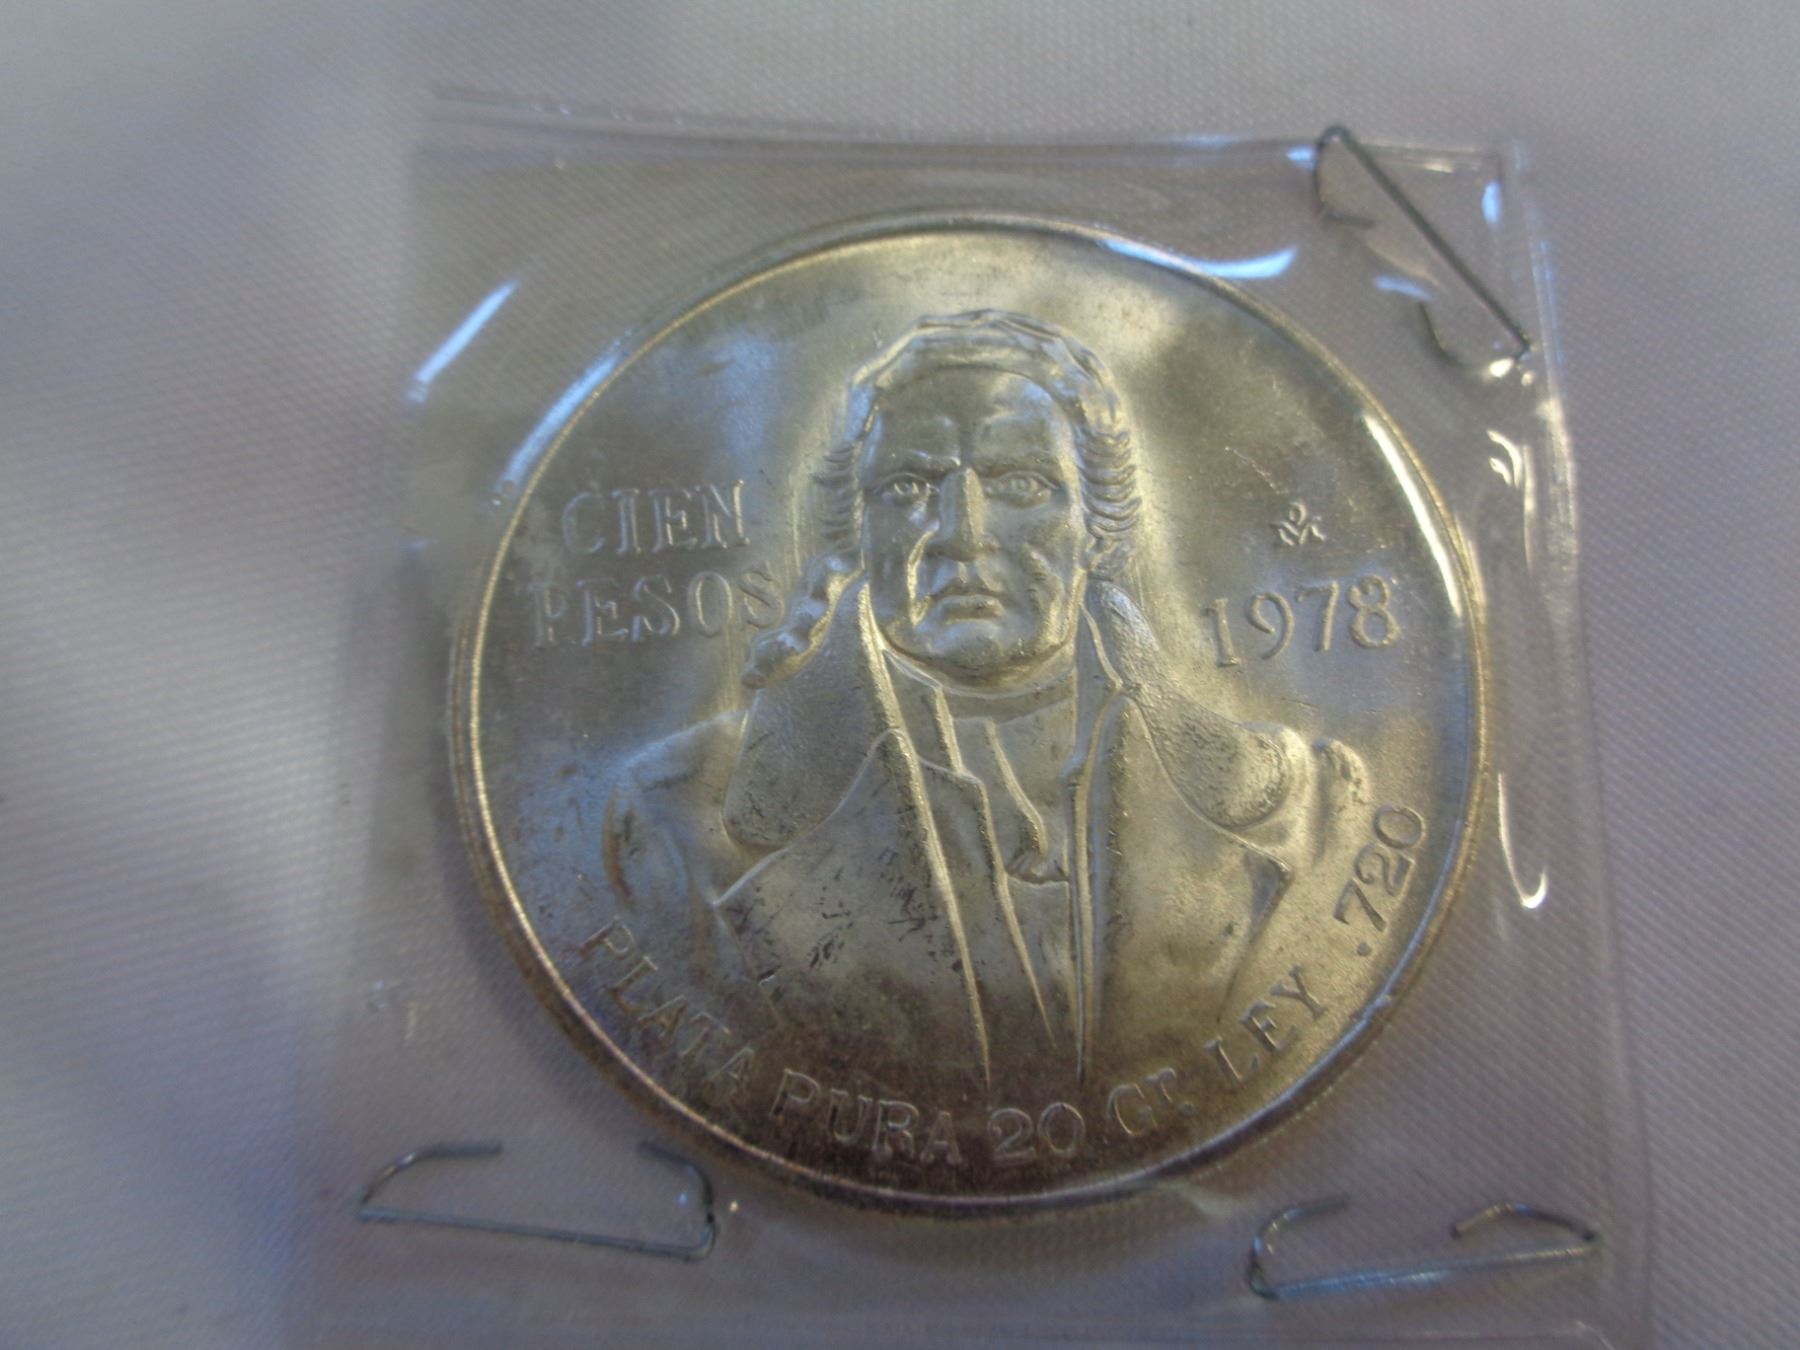 CIEN
PESOS
M
1978
PLATA PURA 20 Gr. LEY .720